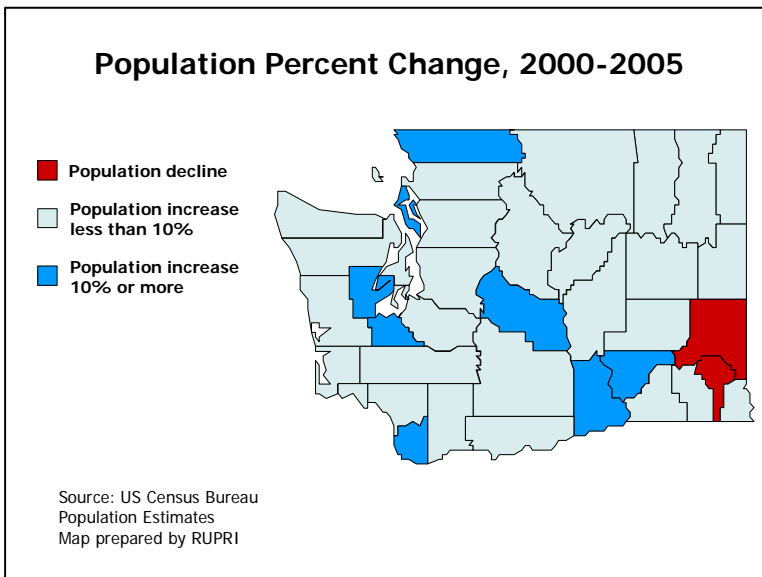 Population Percent Change, 2000-2005
Population decline
Population increase
less than 10%
Population increase
10% or more
Source: US Census Bureau
Population Estimates
Map prepared by RUPRI